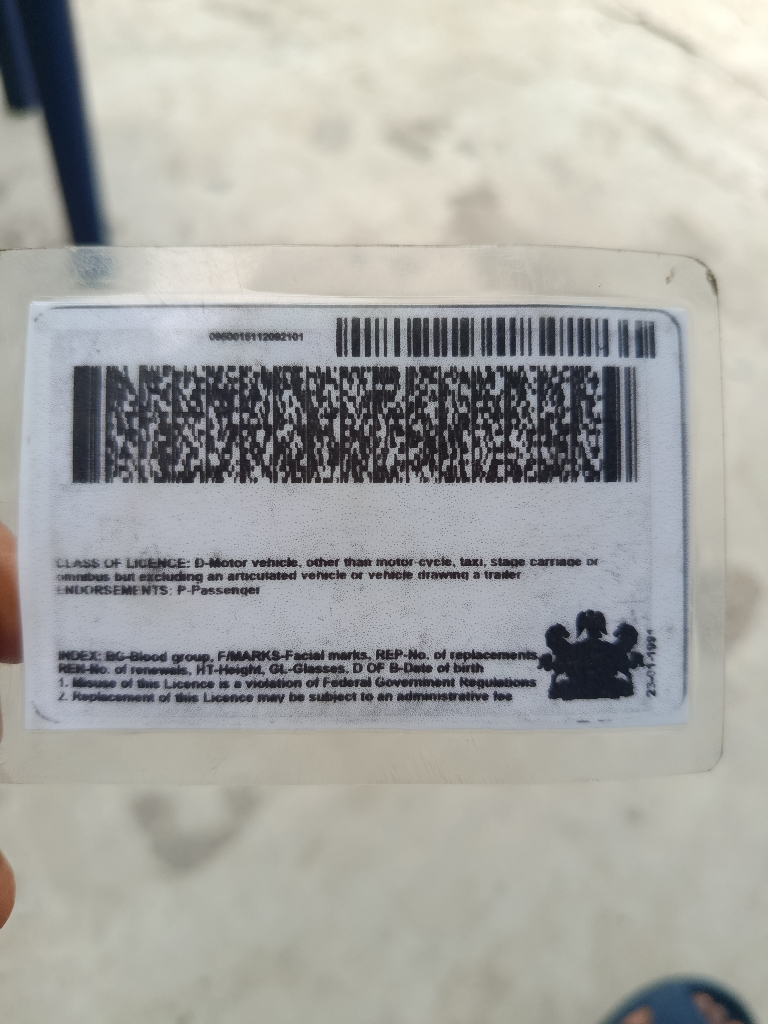 0960016112092101
CLASS OF LICENCE: D-Motor vehicle, other than motor-cycle, taxi, stage carriage or
omnibus but excluding an articulated vehicle or vehicle drawing a trailer
ENDORSEMENTS: P-Passenger
INDEX: BG-Blood group, F/MARKS-Facial marks, REP-No. of replacements
REN-No. of renewals, HT-Height, GL-Glasses, D OF B-Date of birth
1. Misuse of this Licence is a violation of Federal Government Regulations
2. Replacement of this Licence may be subject to an administrative fee
23-01-1991